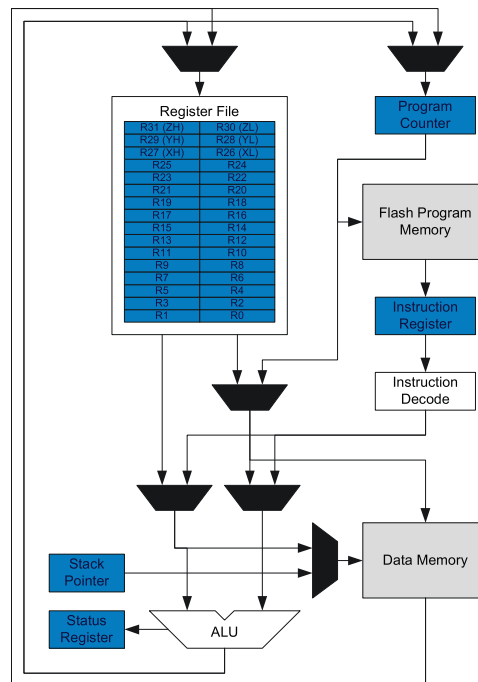 Register File
R31 (ZH) R30 (ZL)
R29 (YH) R28 (YL)
R27 (XH) R26 (XL)
R25 R24
R23 R22
R21 R20
R19 R18
R17 R16
R15 R14
R13 R12
R11 R10
R9 R8
R7 R6
R5 R4
R3 R2
R1 R0
Program
Counter
Flash Program
Memory
Instruction
Register
Instruction
Decode
Data Memory
Stack
Pointer
Status
Register
ALU